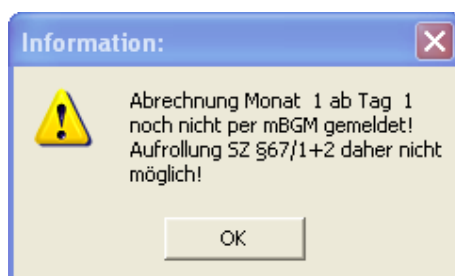 Information:
Abrechnung Monat 1 ab Tag 1
noch nicht per mBGM gemeldet!
Aufrollung SZ §67/1+2 daher nicht
möglich!
OK